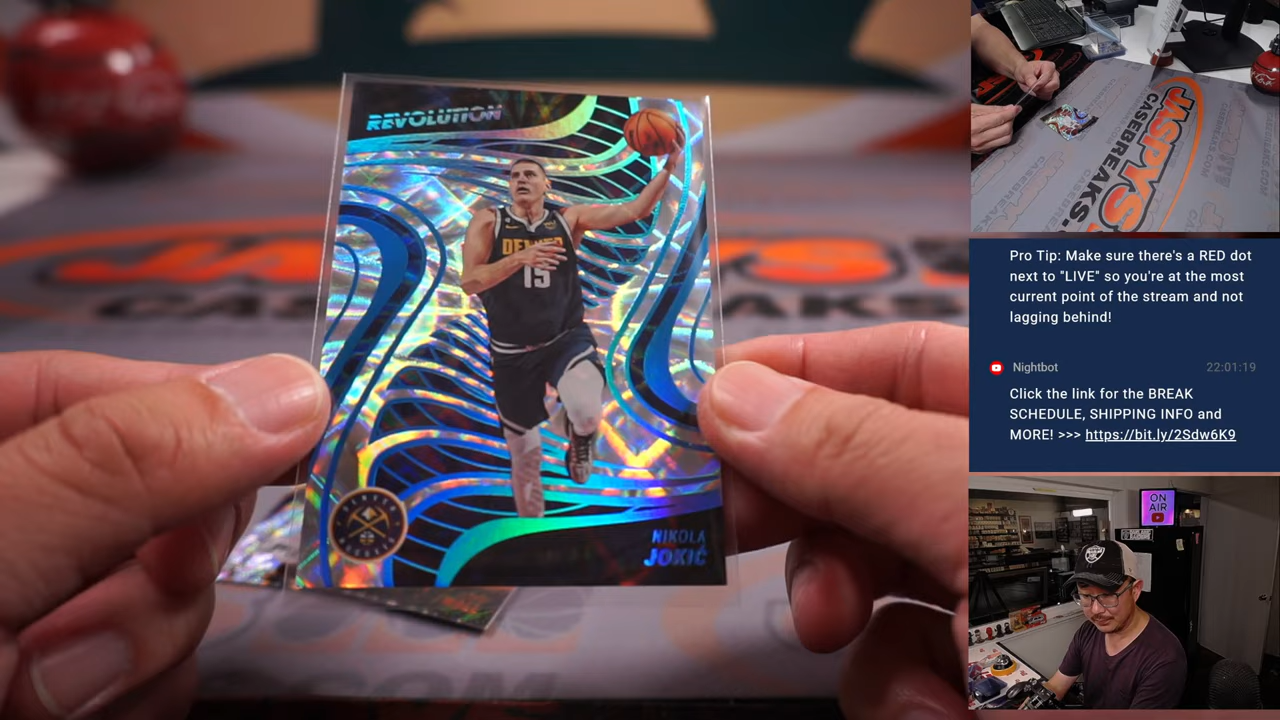 REVOLUTION
DENVER
15
NIKOLA
JOKIĆ
JASPYS
CASEBREAKS.
Pro Tip: Make sure there's a RED dot
next to "LIVE" so you're at the most
current point of the stream and not
lagging behind!
Nightbot 22:01:19
Click the link for the BREAK
SCHEDULE, SHIPPING INFO and
MORE! >>> https://bit.ly/2Sdw6K9
ON
AIR